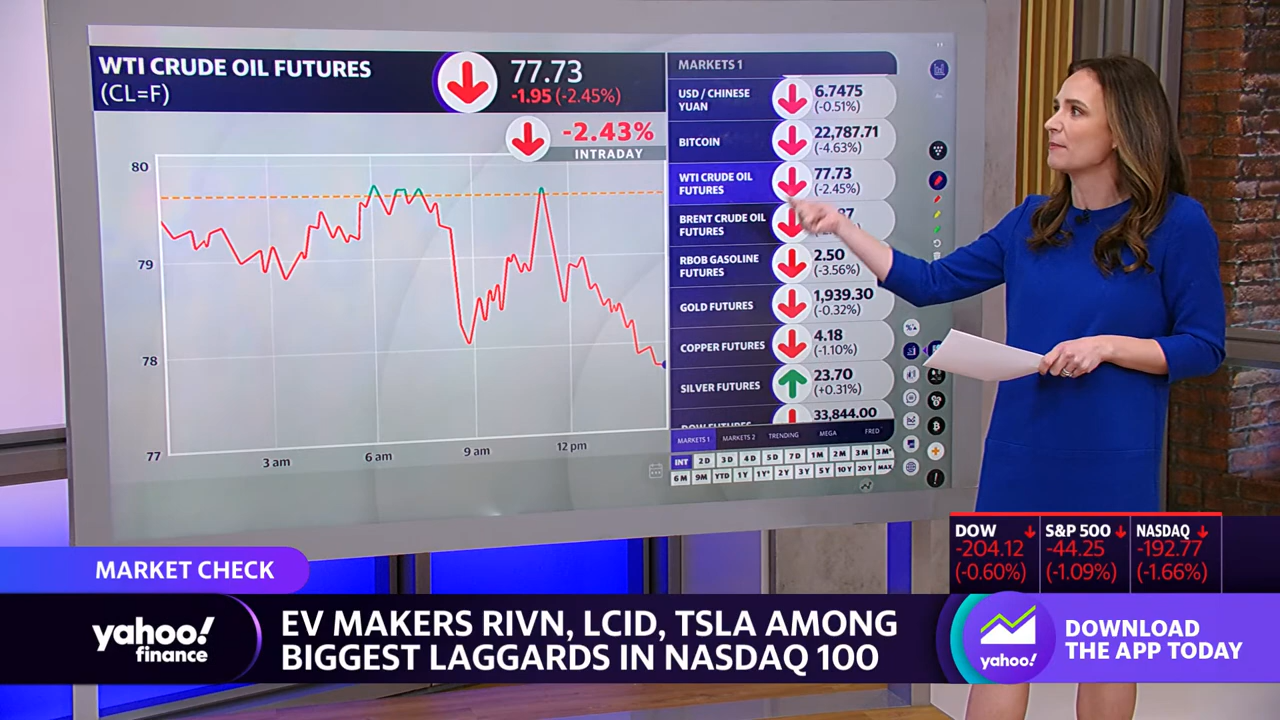 WTI CRUDE OIL FUTURES
(CL=F)
77.73
-1.95 (-2.45%)
-2.43%
INTRADAY
80
79
78
77
3 am
6 am
9 am
12 pm
MARKETS 1
USD / CHINESE
YUAN
6.7475
(-0.51%)
BITCOIN
22,787.71
(-4.63%)
WTI CRUDE OIL
FUTURES
77.73
(-2.45%)
BRENT CRUDE OIL
FUTURES
RBOB GASOLINE
FUTURES
2.50
(-3.56%)
GOLD FUTURES
1,939.30
(-0.32%)
COPPER FUTURES
4.18
(-1.10%)
SILVER FUTURES
23.70
(+0.31%)
DOW FUTURES
33,844.00
MARKETS 1 MARKETS 2 TRENDING MEGA FRED
INT 2D 3D 4D 5D 7D 1M 2M 3M 3M*
6M 9M YTD 1Y 1Y* 2Y 3Y 5Y 10Y 20Y MAX
DOW S&P 500 NASDAQ
-204.12 -44.25 -192.77
(-0.60%) (-1.09%) (-1.66%)
MARKET CHECK
yahoo!
finance
EV MAKERS RIVN, LCID, TSLA AMONG
BIGGEST LAGGARDS IN NASDAQ 100
yahoo!
DOWNLOAD
THE APP TODAY